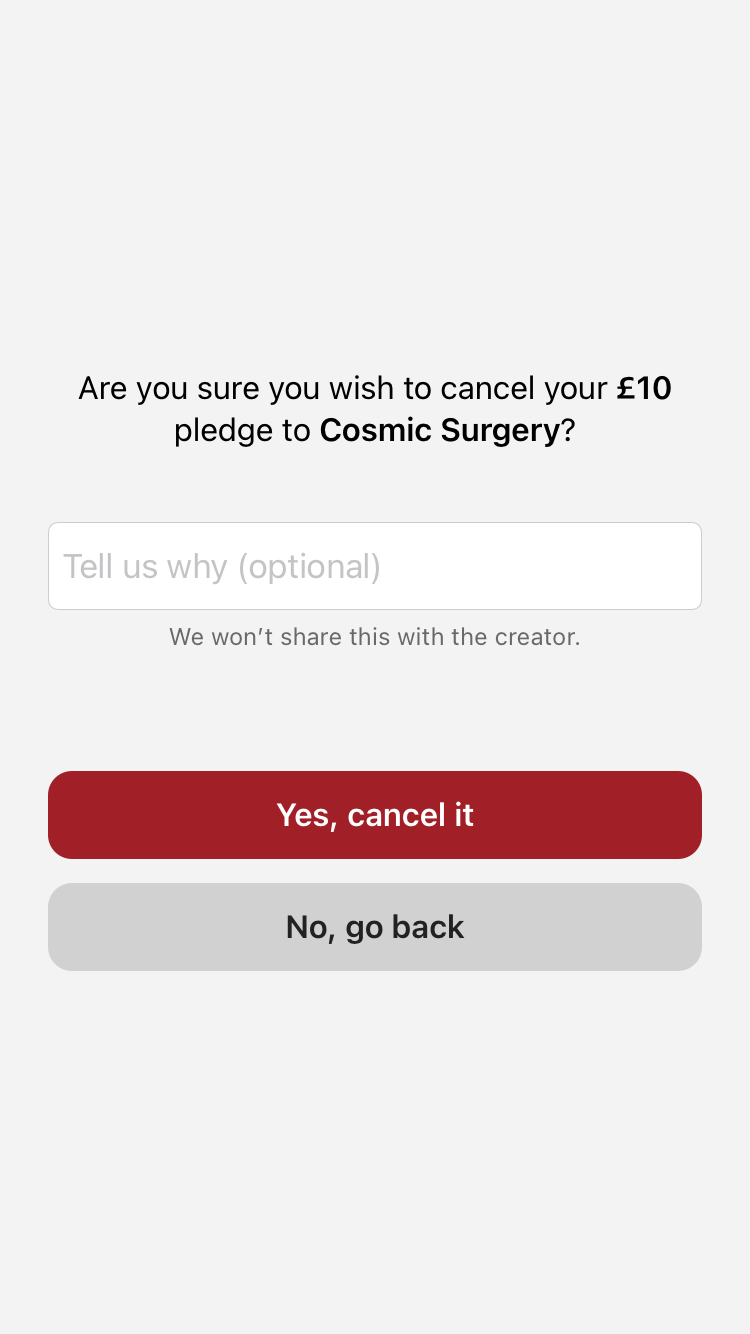 Are you sure you wish to cancel your £10
pledge to Cosmic Surgery?
Tell us why (optional)
We won’t share this with the creator.
Yes, cancel it
No, go back